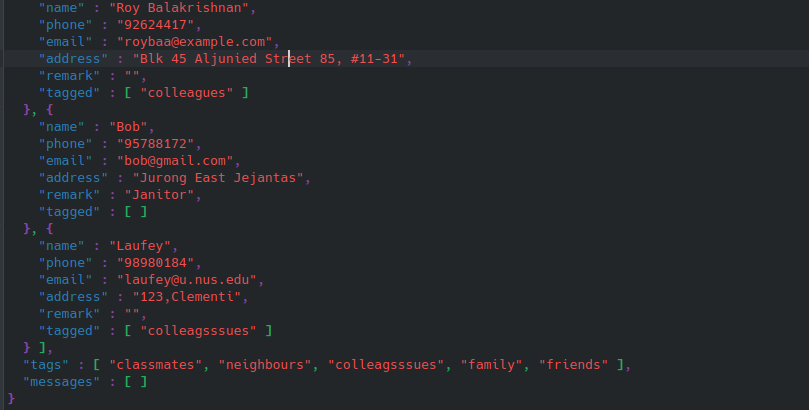 "name" : "Roy Balakrishnan",
"phone" : "92624417",
"email" : "roybaa@example.com",
"address" : "Blk 45 Aljunied Street 85, #11-31",
"remark" : "",
"tagged" : [ "colleagues" ]
}, {
"name" : "Bob",
"phone" : "95788172",
"email" : "bob@gmail.com",
"address" : "Jurong East Jejantas",
"remark" : "Janitor",
"tagged" : [ ]
}, {
"name" : "Laufey",
"phone" : "98980184",
"email" : "laufey@u.nus.edu",
"address" : "123,Clementi",
"remark" : "",
"tagged" : [ "colleagsssues" ]
} ],
"tags" : [ "classmates", "neighbours", "colleagsssues", "family", "friends" ],
"messages" : [ ]
}